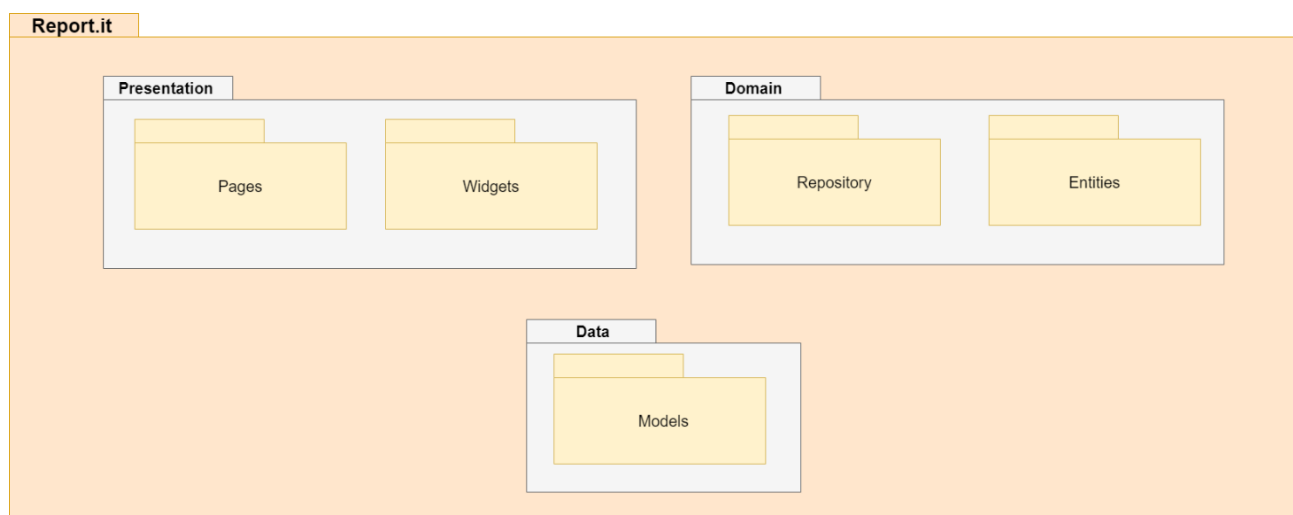 Report.it
Presentation
Domain
Pages
Widgets
Repository
Entities
Data
Models